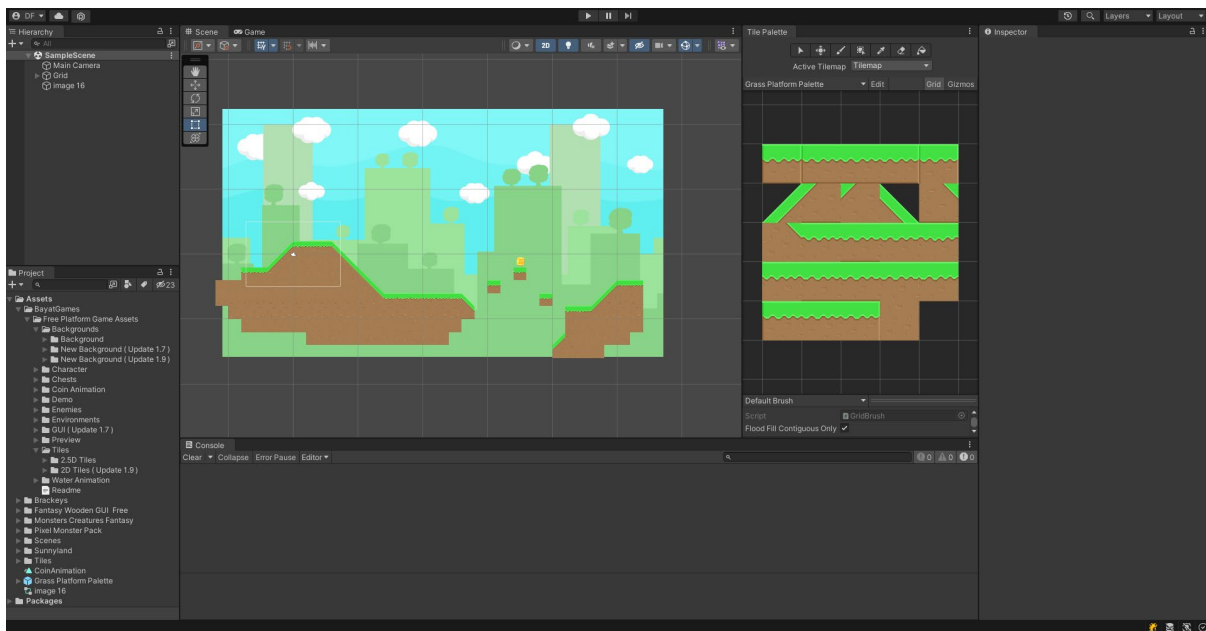 DF
Layers
Layout
Hierarchy
All
SampleScene
Main Camera
Grid
image 16
Scene
Game
2D
Tile Palette
Active Tilemap
Tilemap
Grass Platform Palette
Edit
Grid
Gizmos
Default Brush
Script
GridBrush
Flood Fill Contiguous Only
Inspector
Project
23
Assets
BayatGames
Free Platform Game Assets
Backgrounds
Background
New Background ( Update 1.7 )
New Background ( Update 1.9 )
Character
Chests
Coin Animation
Demo
Enemies
Environments
GUI ( Update 1.7 )
Preview
Tiles
2.5D Tiles
2D Tiles ( Update 1.9 )
Water Animation
Readme
Brackeys
Fantasy Wooden GUI  Free
Monsters Creatures Fantasy
Pixel Monster Pack
Scenes
Sunnyland
Tiles
CoinAnimation
Grass Platform Palette
image 16
Packages
Console
Clear
Collapse
Error Pause
Editor
0
0
0